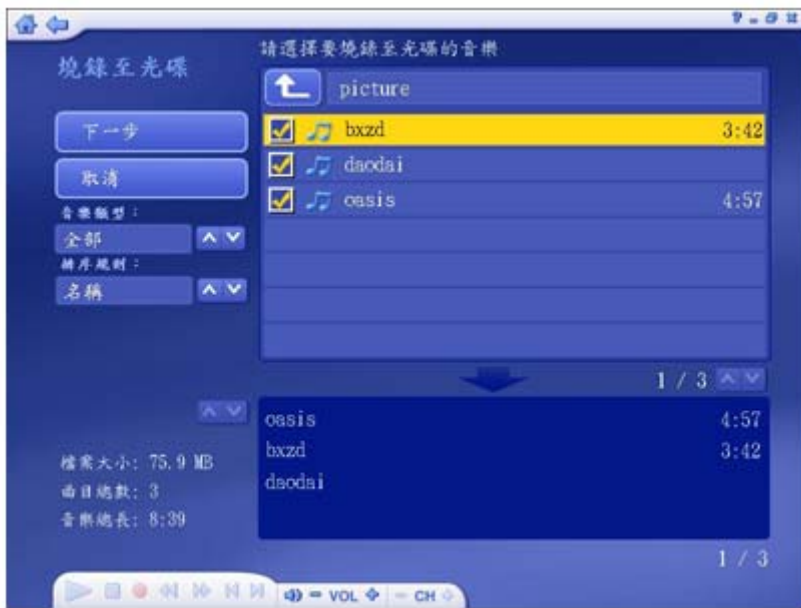 請選擇要燒錄至光碟的音樂
燒錄至光碟
picture
下一步
取消
音樂類型：
全部
排序規則：
名稱
bxzd 3:42
daodai
oasis 4:57
1 / 3
oasis 4:57
bxzd 3:42
daodai
檔案大小: 75.9 MB
曲目總數: 3
音樂總長: 8:39
1 / 3
VOL
CH